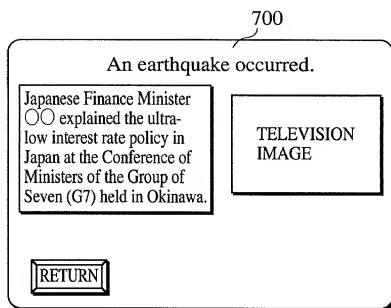 700
An earthquake occurred.
Japanese Finance Minister
○○ explained the ultra-
low interest rate policy in
Japan at the Conference of
Ministers of the Group of
Seven (G7) held in Okinawa.
TELEVISION
IMAGE
RETURN